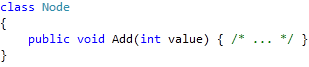 class Node
{
    public void Add(int value) { /* ... */ }
}